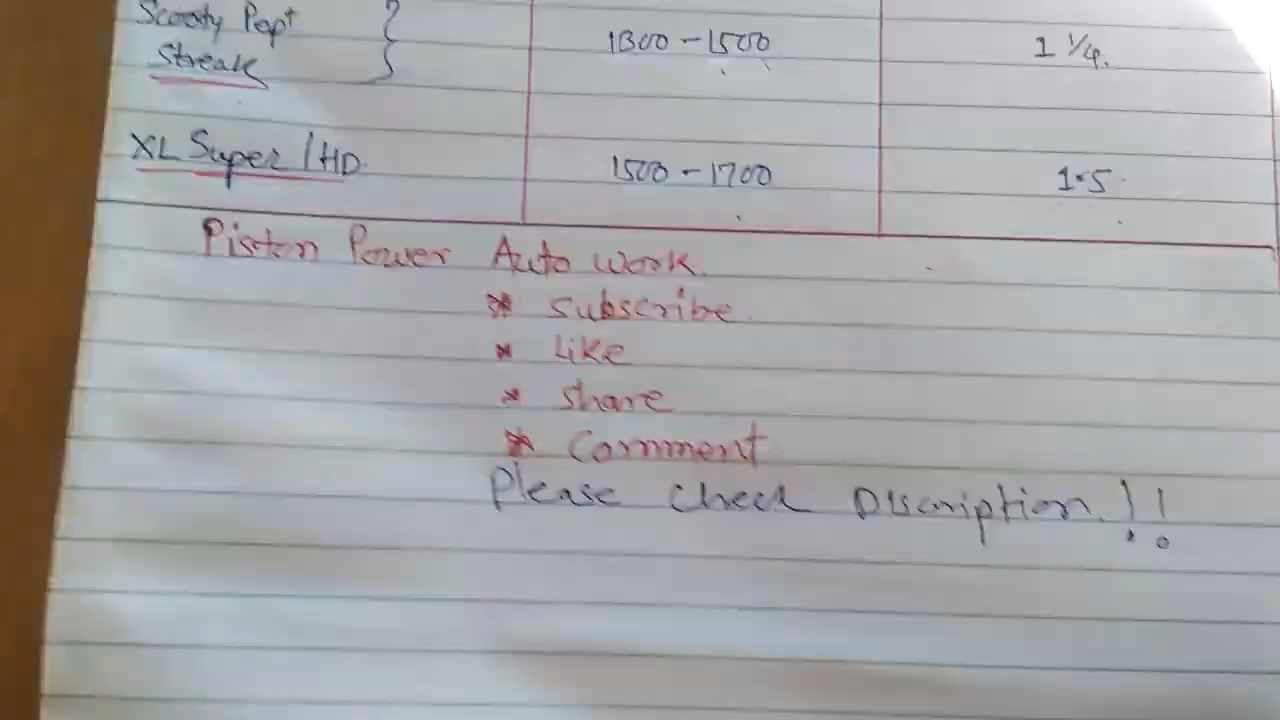 Scooty Pept } 1300-1500 1 1/4.
Streak
XL Super/HD. 1500-1700 1.5
Piston Power Auto work.
* subscribe.
* Like
* share
* Comment
Please check Discription.!!